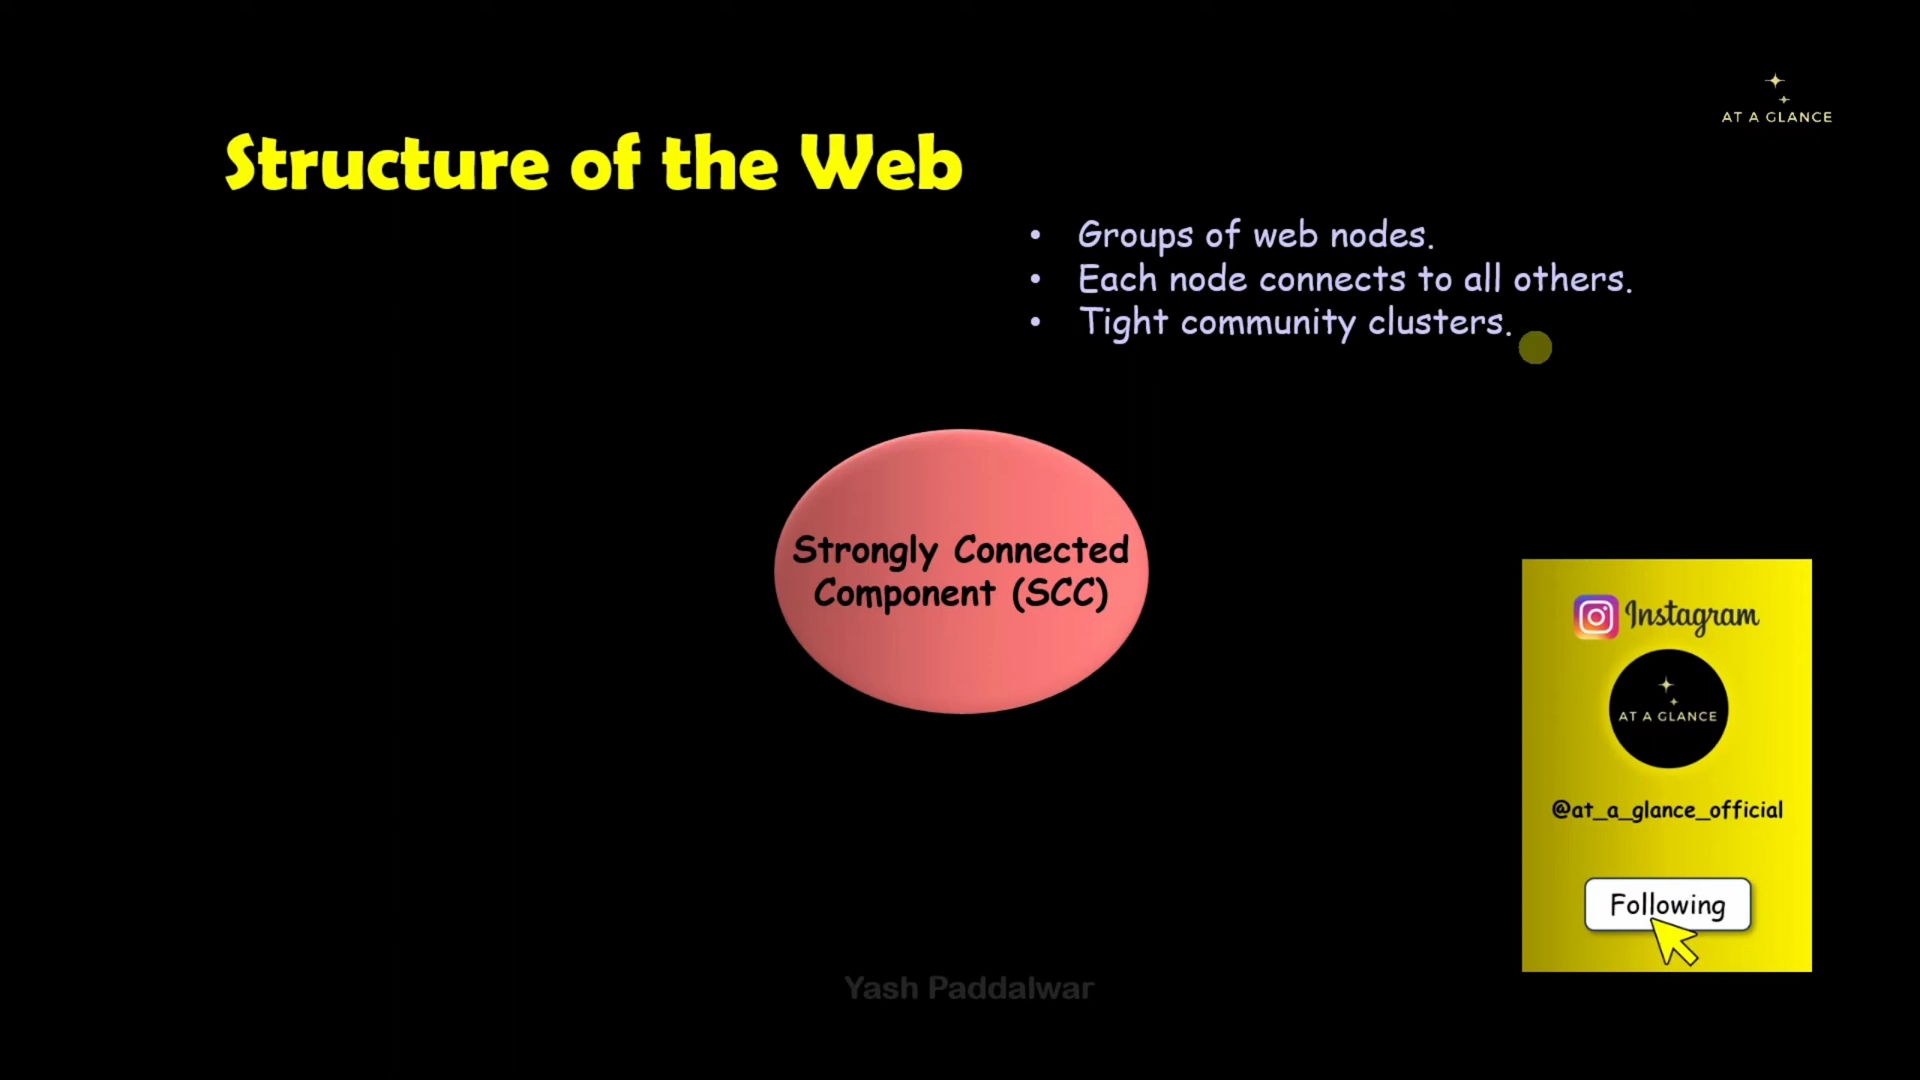 AT A GLANCE
Structure of the Web
• Groups of web nodes.
• Each node connects to all others.
• Tight community clusters.
Strongly Connected
Component (SCC)
Instagram
AT A GLANCE
@at_a_glance_official
Following
Yash Paddalwar